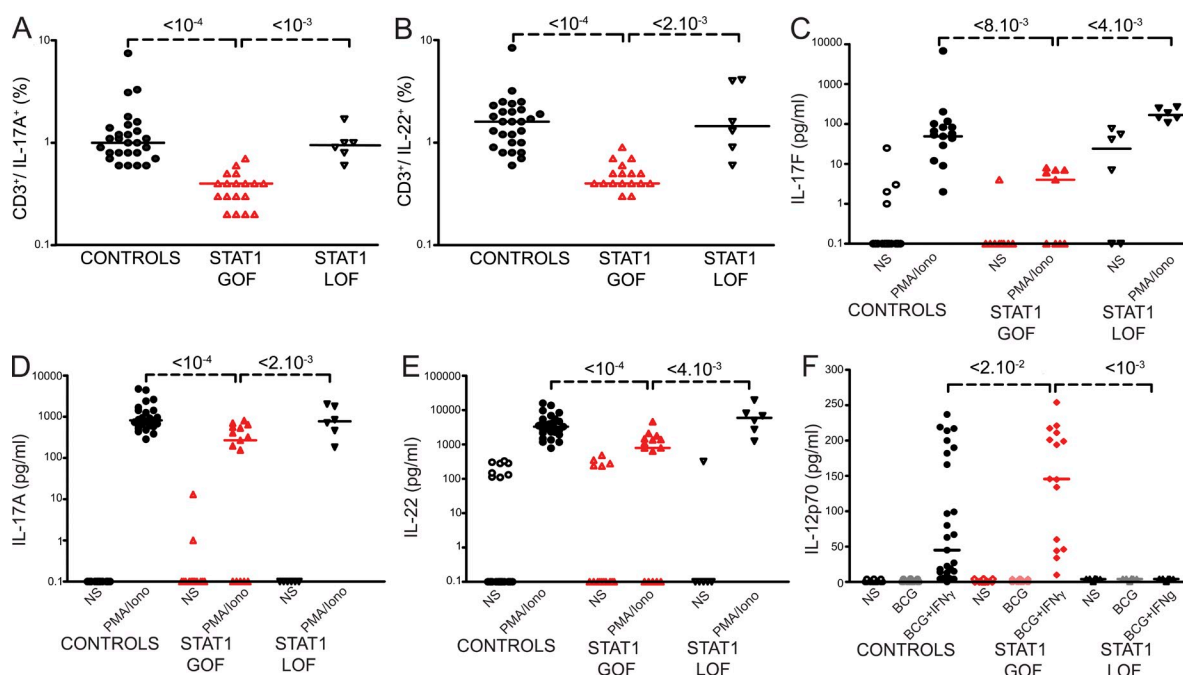 A
<10⁻⁴
<10⁻³
CD3⁺/ IL-17A⁺ (%)
10
1
0.1
CONTROLS
STAT1
GOF
STAT1
LOF
B
<10⁻⁴
<2.10⁻³
CD3⁺/ IL-22⁺ (%)
10
1
0.1
CONTROLS
STAT1
GOF
STAT1
LOF
C
<8.10⁻³
<4.10⁻³
IL-17F (pg/ml)
10000
1000
100
10
1
0.1
NS
PMA/Iono
NS
PMA/Iono
NS
PMA/Iono
CONTROLS
STAT1
GOF
STAT1
LOF
D
<10⁻⁴
<2.10⁻³
IL-17A (pg/ml)
10000
1000
100
10
1
0.1
NS
PMA/Iono
NS
PMA/Iono
NS
PMA/Iono
CONTROLS
STAT1
GOF
STAT1
LOF
E
<10⁻⁴
<4.10⁻³
IL-22 (pg/ml)
100000
10000
1000
100
1
0.1
NS
PMA/Iono
NS
PMA/Iono
NS
PMA/Iono
CONTROLS
STAT1
GOF
STAT1
LOF
F
<2.10⁻²
<10⁻³
IL-12p70 (pg/ml)
300
250
200
150
100
50
0
NS
BCG
BCG+IFNγ
NS
BCG
BCG+IFNγ
NS
BCG
BCG+IFNg
CONTROLS
STAT1
GOF
STAT1
LOF